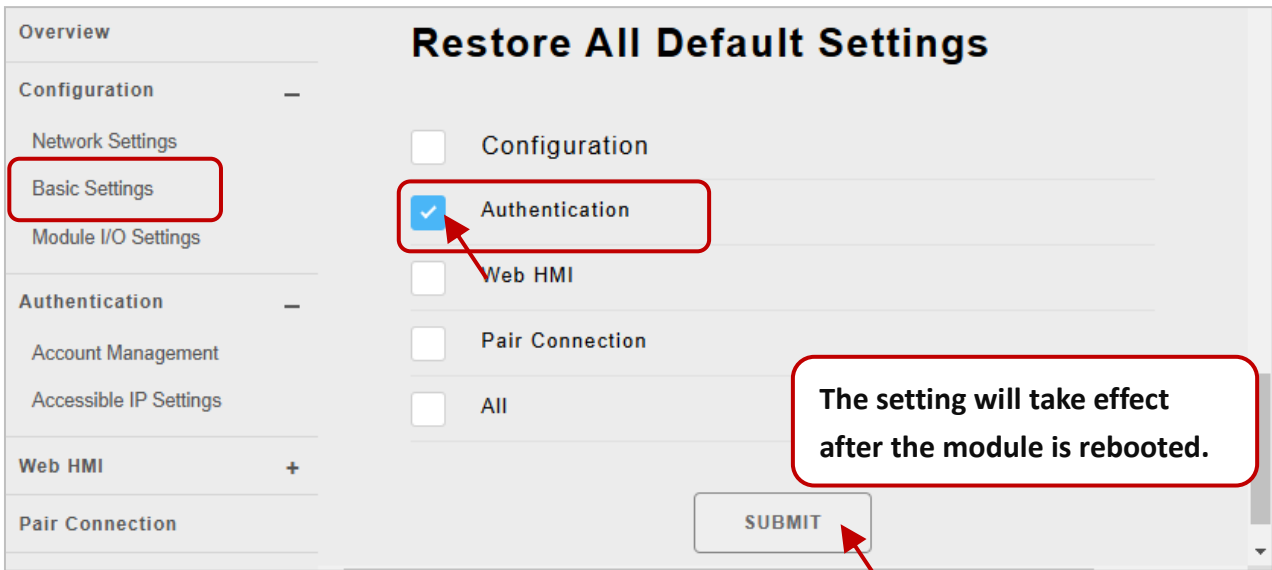 Overview
Configuration
Network Settings
Basic Settings
Module I/O Settings
Authentication
Account Management
Accessible IP Settings
Web HMI
Pair Connection
Restore All Default Settings
Configuration
Authentication
Web HMI
Pair Connection
All
The setting will take effect
after the module is rebooted.
SUBMIT